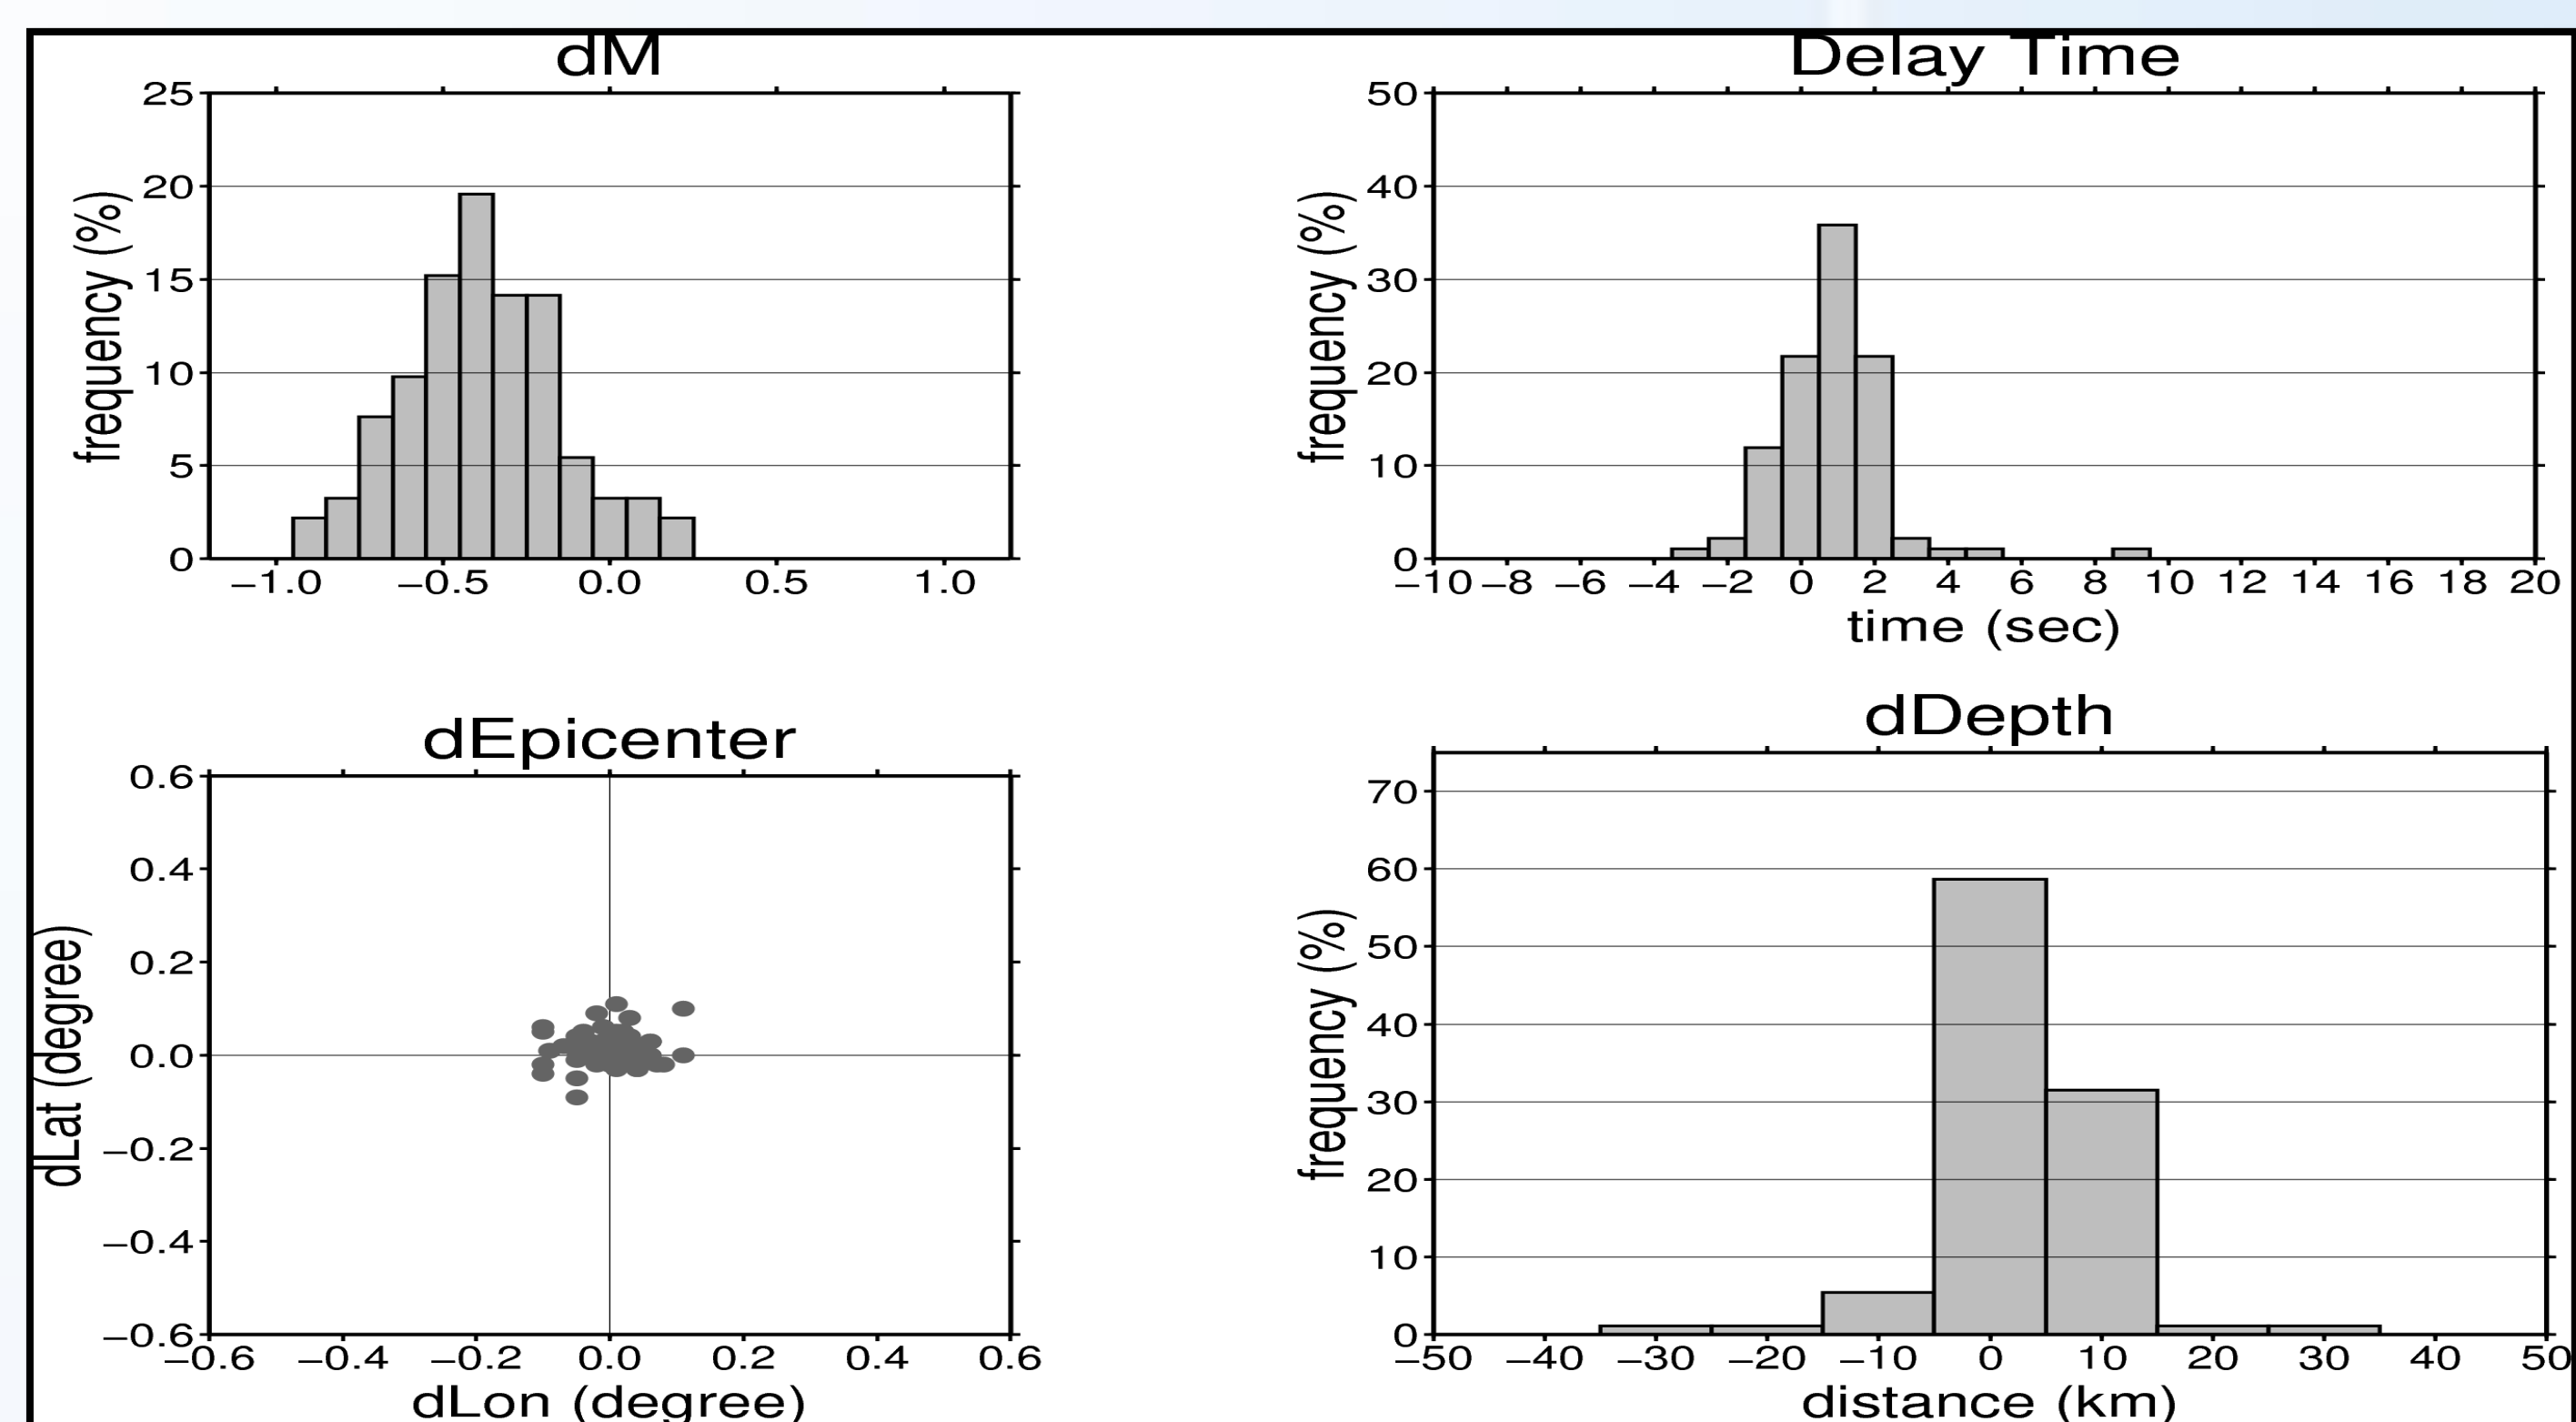 dM
25
20
15
10
5
0
frequency (%)
−1.0 −0.5 0.0 0.5 1.0
Delay Time
50
40
30
20
10
0
frequency (%)
−10 −8 −6 −4 −2 0 2 4 6 8 10 12 14 16 18 20
time (sec)
dEpicenter
0.6
0.4
0.2
0.0
−0.2
−0.4
−0.6
dLat (degree)
−0.6 −0.4 −0.2 0.0 0.2 0.4 0.6
dLon (degree)
dDepth
70
60
50
40
30
20
10
0
frequency (%)
−50 −40 −30 −20 −10 0 10 20 30 40 50
distance (km)